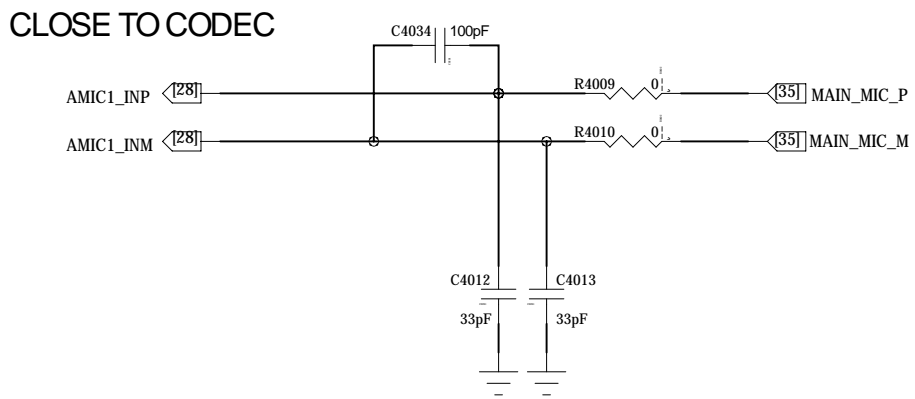 CLOSE TO CODEC
C4034 100pF
AMIC1_INP [28] R4009 0 [35] MAIN_MIC_P
AMIC1_INM [28] R4010 0 [35] MAIN_MIC_M
C4012 C4013
33pF 33pF